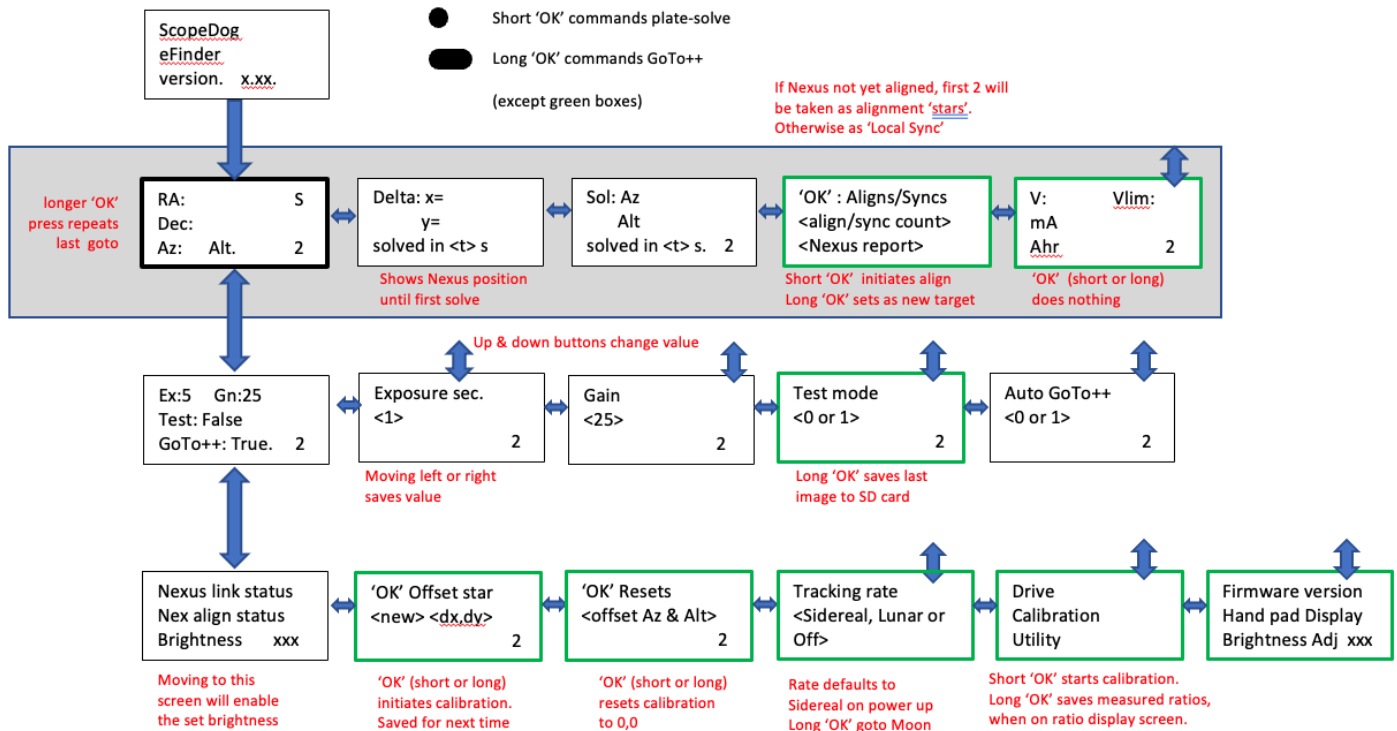 ScopeDog
eFinder
version. x.xx.
Short ‘OK’ commands plate-solve
Long ‘OK’ commands GoTo++
(except green boxes)
If Nexus not yet aligned, first 2 will
be taken as alignment ‘stars’.
Otherwise as ‘Local Sync’
longer ‘OK’
press repeats
last goto
RA: S
Dec:
Az: Alt. 2
Delta: x=
y=
solved in <t> s
Shows Nexus position
until first solve
Sol: Az
Alt
solved in <t> s. 2
‘OK’ : Aligns/Syncs
<align/sync count>
<Nexus report>
Short ‘OK’ initiates align
Long ‘OK’ sets as new target
V: Vlim:
mA
Ahr 2
‘OK’ (short or long)
does nothing
Up & down buttons change value
Ex:5 Gn:25
Test: False
GoTo++: True. 2
Exposure sec.
<1>
2
Moving left or right
saves value
Gain
<25>
2
Test mode
<0 or 1>
2
Long ‘OK’ saves last
image to SD card
Auto GoTo++
<0 or 1>
2
Nexus link status
Nex align status
Brightness xxx
Moving to this
screen will enable
the set brightness
‘OK’ Offset star
<new> <dx,dy>
2
‘OK’ (short or long)
initiates calibration.
Saved for next time
‘OK’ Resets
<offset Az & Alt>
2
‘OK’ (short or long)
resets calibration
to 0,0
Tracking rate
<Sidereal, Lunar or
Off>
Rate defaults to
Sidereal on power up
Long ‘OK’ goto Moon
Drive
Calibration
Utility
Short ‘OK’ starts calibration.
Long ‘OK’ saves measured ratios,
when on ratio display screen.
Firmware version
Hand pad Display
Brightness Adj xxx